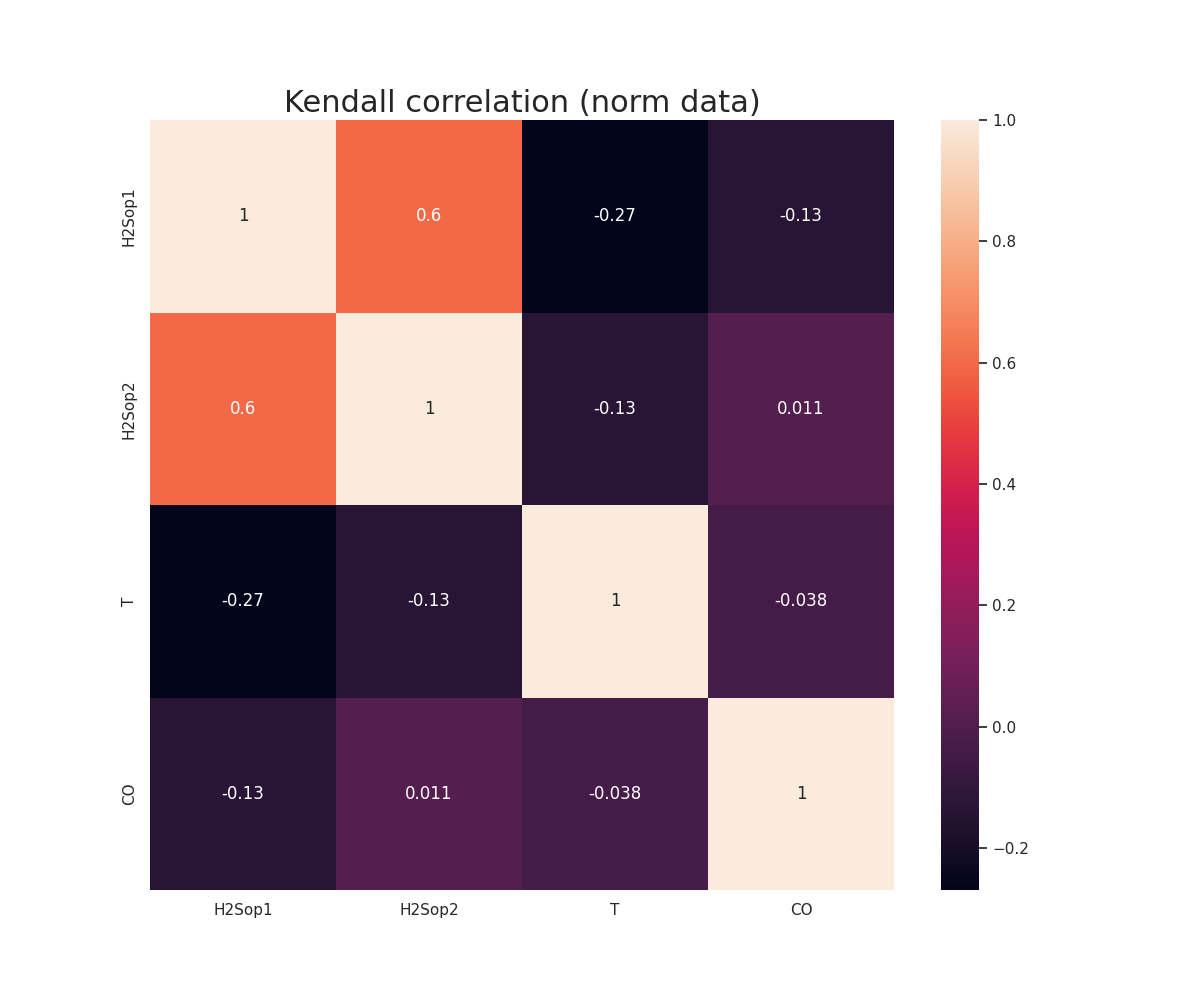 Kendall correlation (norm data)
H2Sop1
1
0.6
-0.27
-0.13
H2Sop2
0.6
1
-0.13
0.011
T
-0.27
-0.13
1
-0.038
CO
-0.13
0.011
-0.038
1
H2Sop1
H2Sop2
T
CO
1.0
0.8
0.6
0.4
0.2
0.0
−0.2